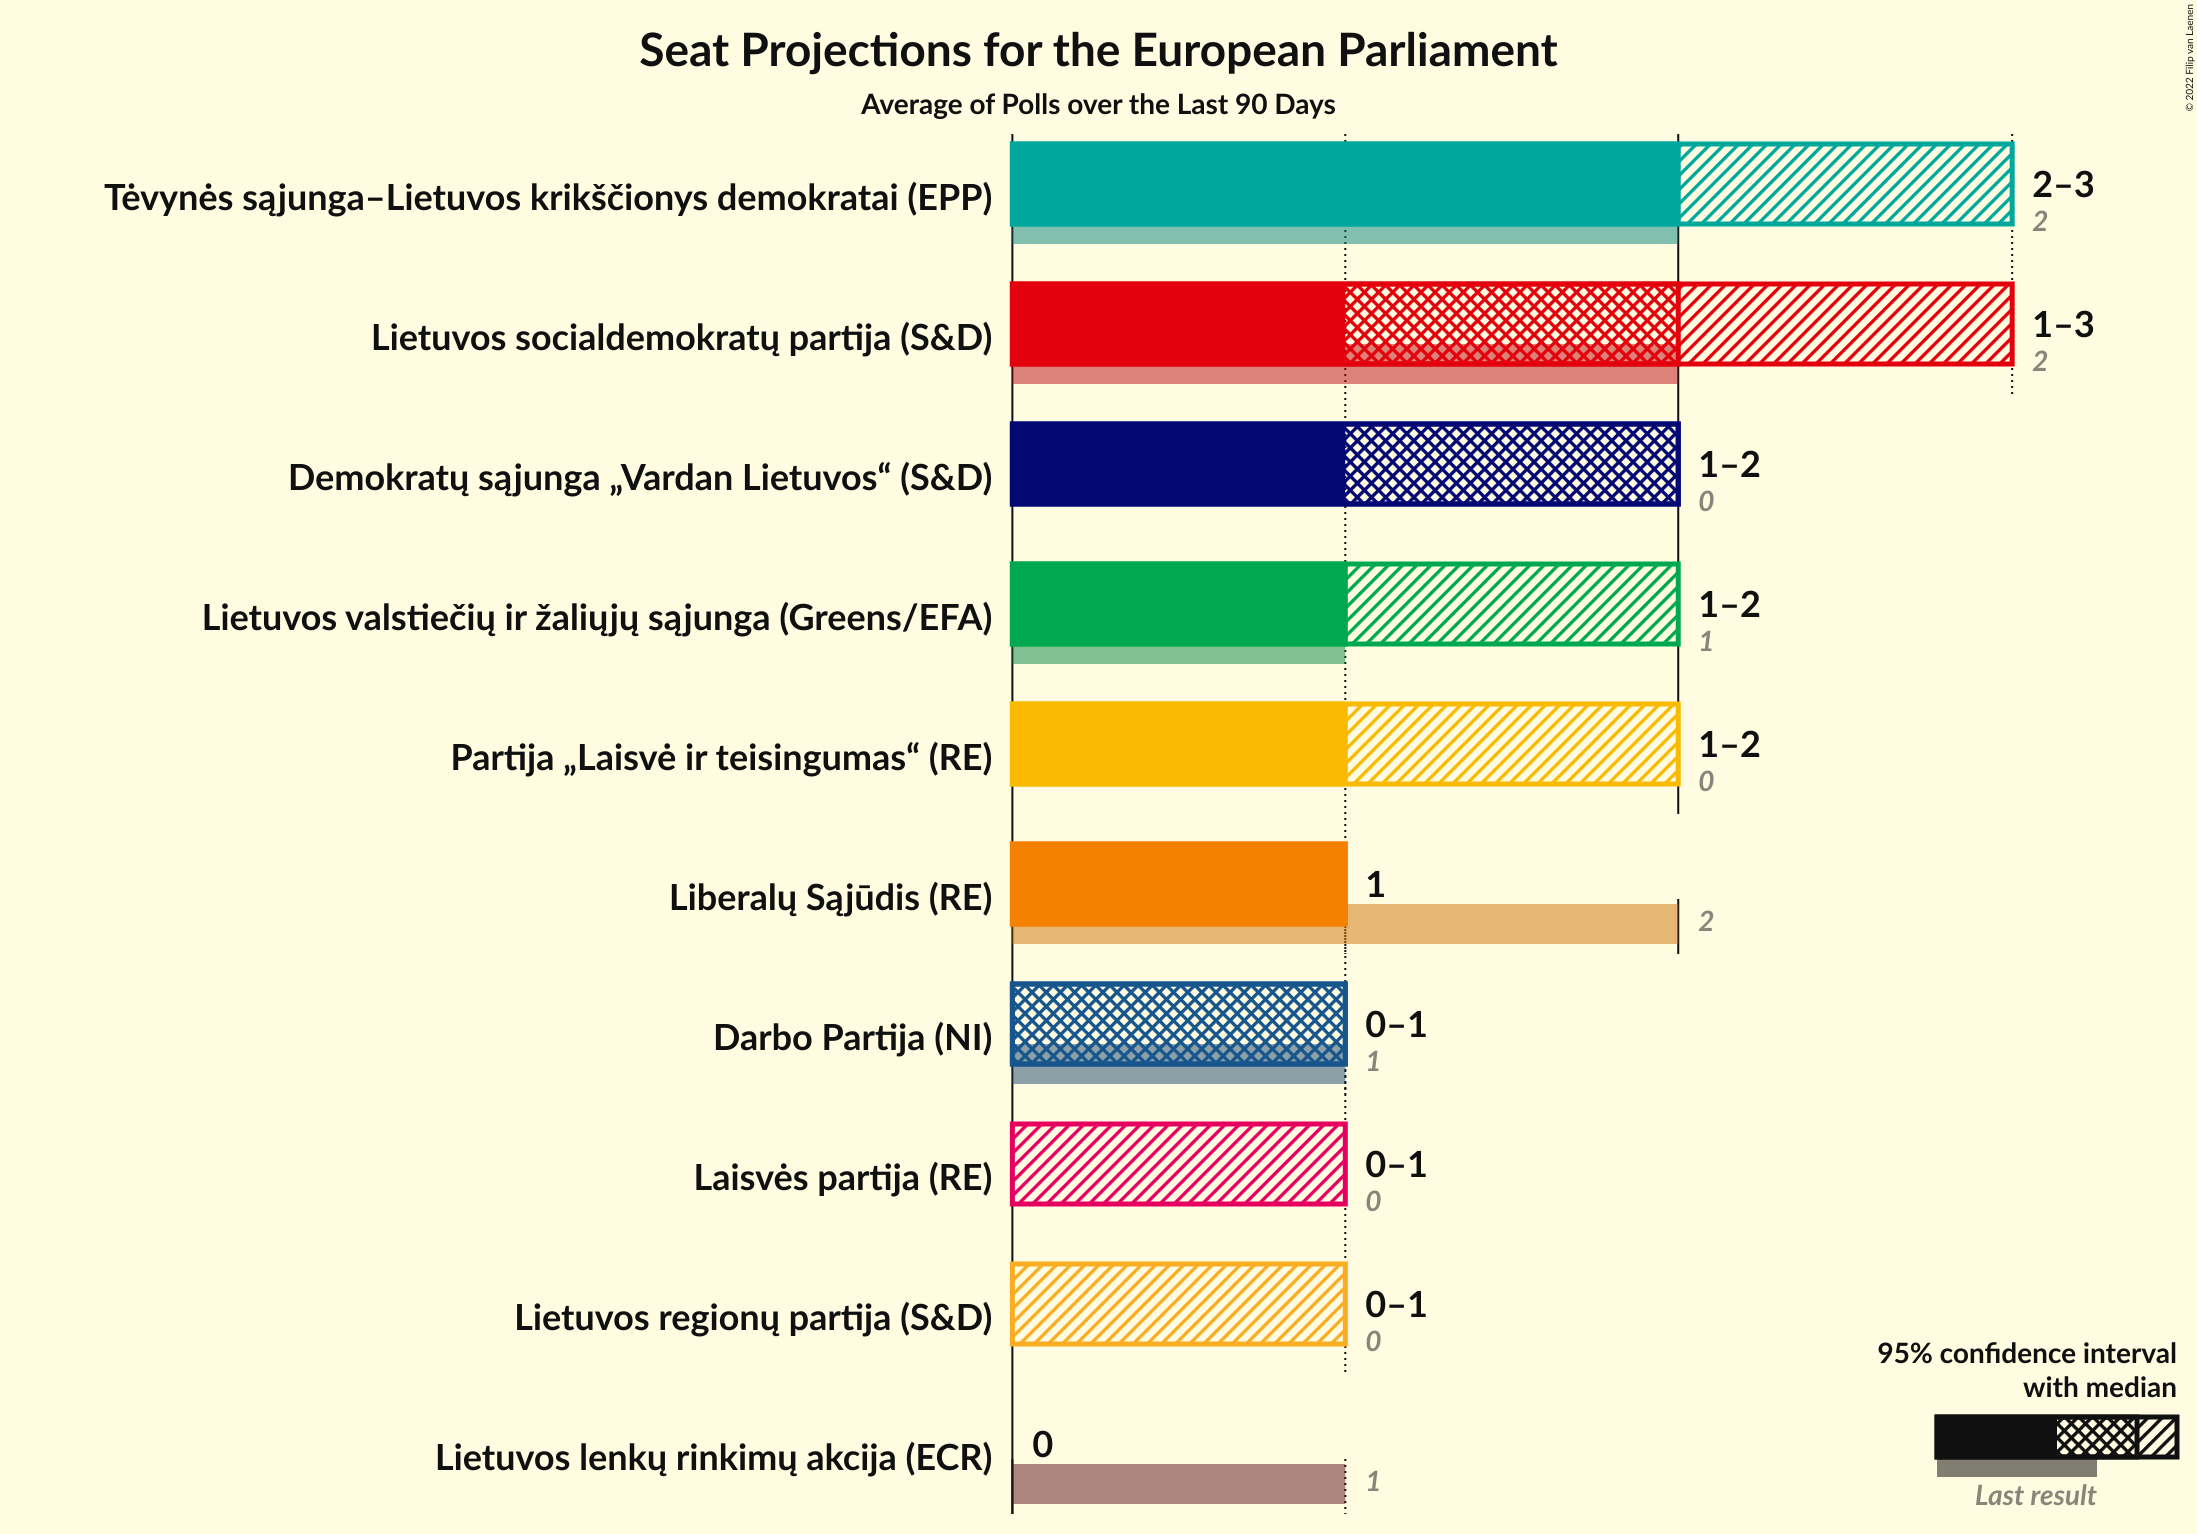 Seat Projections for the European Parliament
Average of Polls over the Last 90 Days
Tėvynės sąjunga–Lietuvos krikščionys demokratai (EPP)
2–3
2
Lietuvos socialdemokratų partija (S&D)
1–3
2
Demokratų sąjunga „Vardan Lietuvos“ (S&D)
1–2
0
Lietuvos valstiečių ir žaliųjų sąjunga (Greens/EFA)
1–2
1
Partija „Laisvė ir teisingumas“ (RE)
1–2
0
Liberalų Sąjūdis (RE)
1
2
Darbo Partija (NI)
0–1
1
Laisvės partija (RE)
0–1
0
Lietuvos regionų partija (S&D)
0–1
0
Lietuvos lenkų rinkimų akcija (ECR)
0
1
95% confidence interval
with median
Last result
© 2022 Filip van Laenen